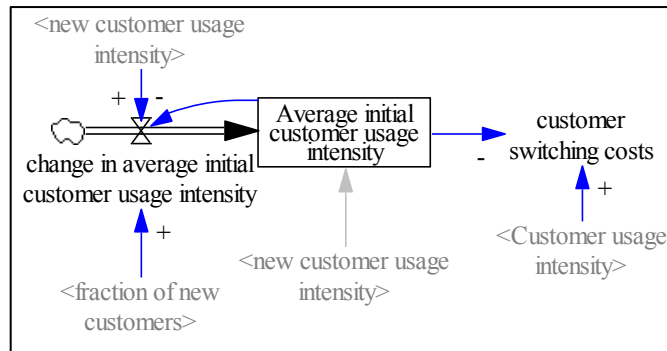 <new customer usage
intensity>
+
-
Average initial
customer usage
intensity
customer
switching costs
-
change in average initial
customer usage intensity
+
+
<fraction of new
customers>
<new customer usage
intensity>
<Customer usage
intensity>